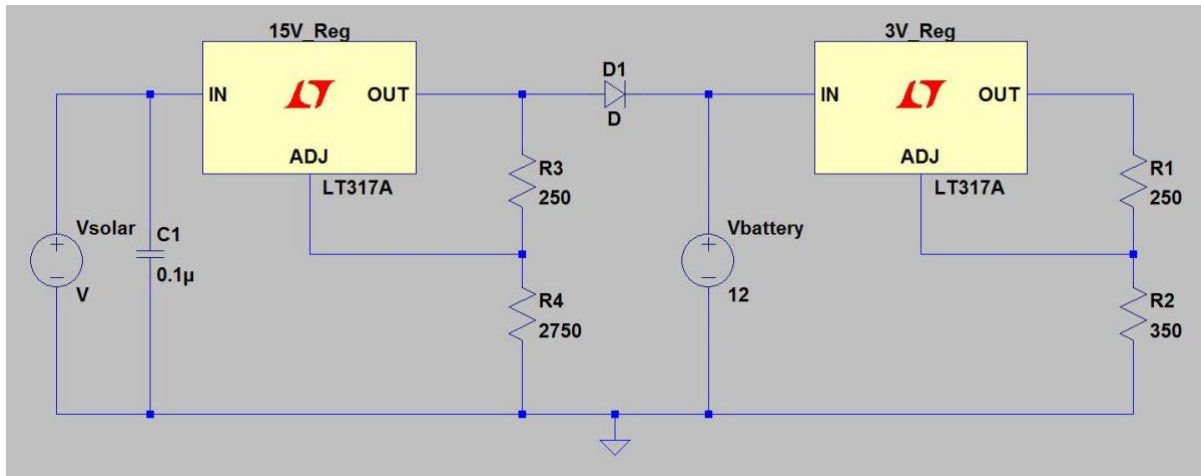 15V_Reg
3V_Reg
IN
OUT
ADJ
LT317A
D1
D
IN
OUT
ADJ
LT317A
R3
250
R1
250
Vsolar
V
C1
0.1µ
Vbattery
12
R4
2750
R2
350